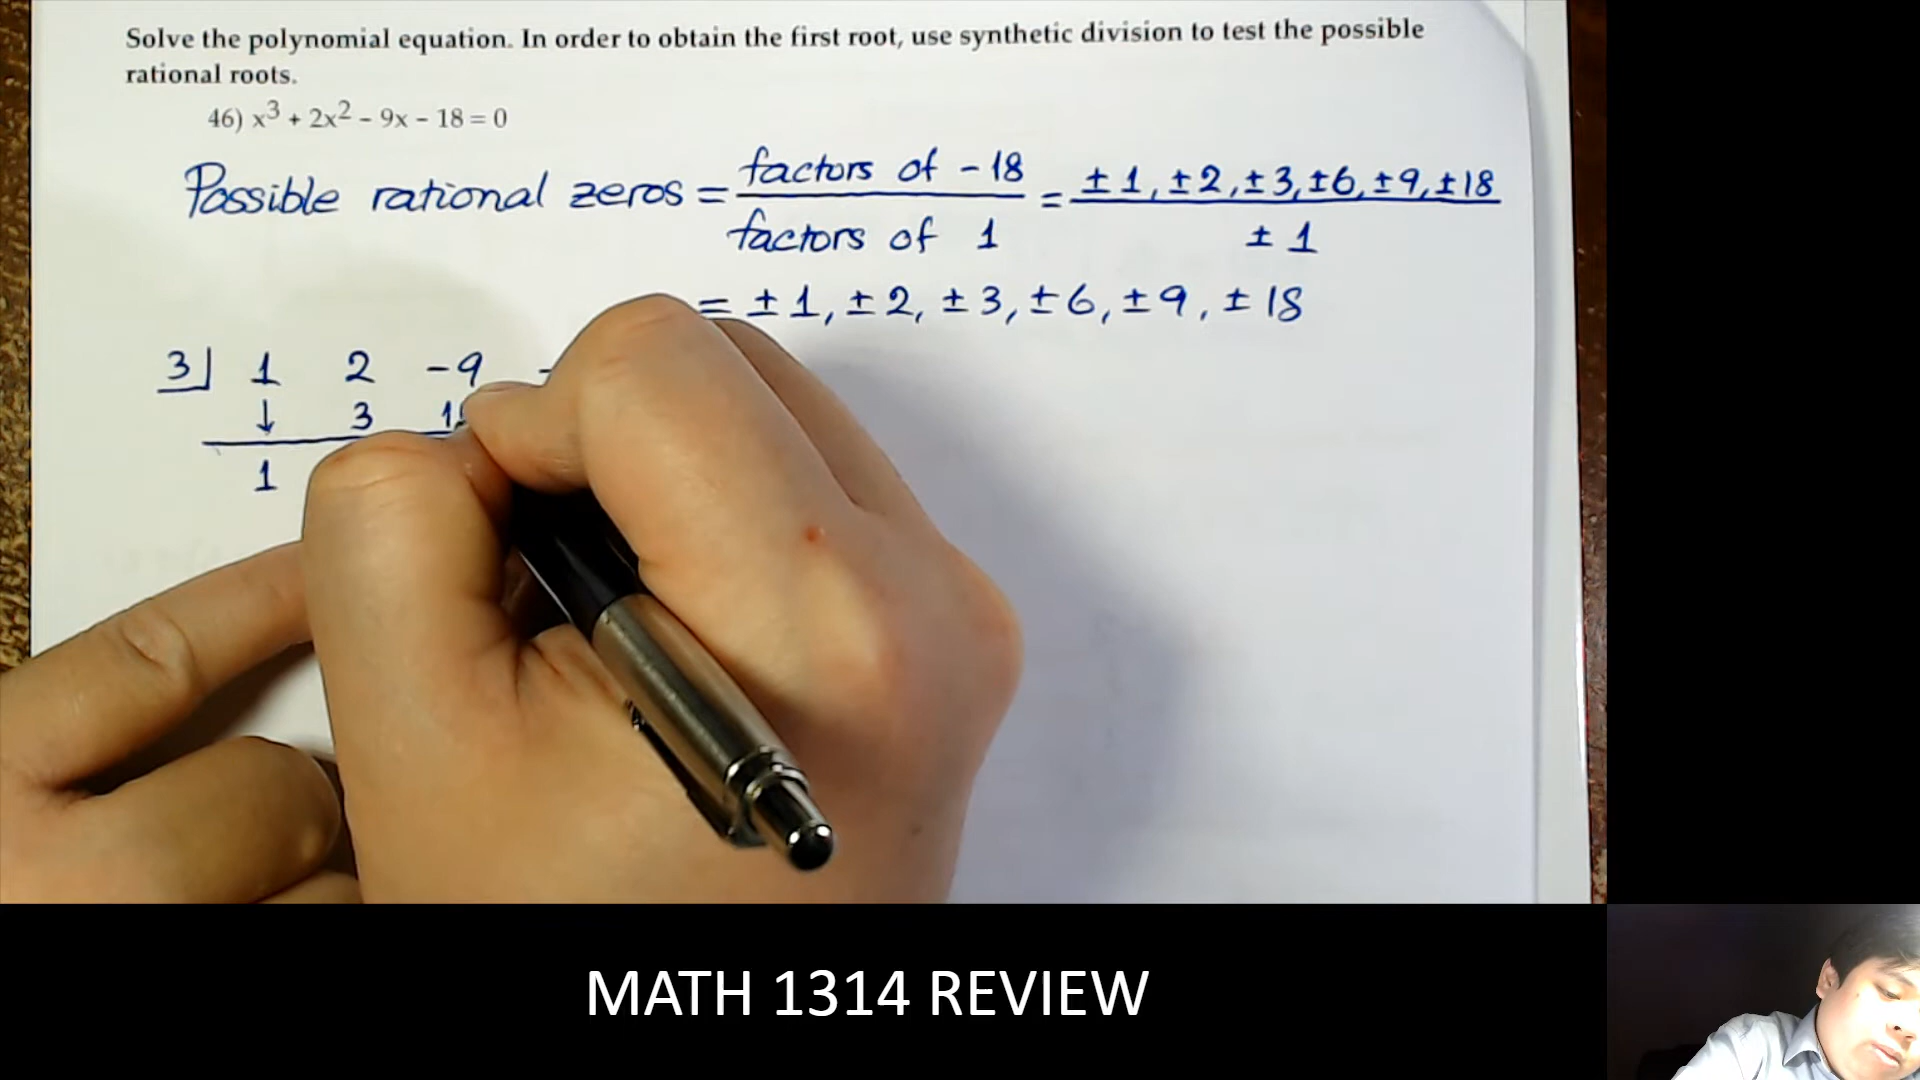 Solve the polynomial equation. In order to obtain the first root, use synthetic division to test the possible
rational roots.
46) x³ + 2x² – 9x – 18 = 0
Possible rational zeros = factors of -18 / factors of 1 = ±1, ±2, ±3, ±6, ±9, ±18 / ±1
= ±1, ±2, ±3, ±6, ±9, ±18
3 1 2 -9
↓ 3
1
MATH 1314 REVIEW